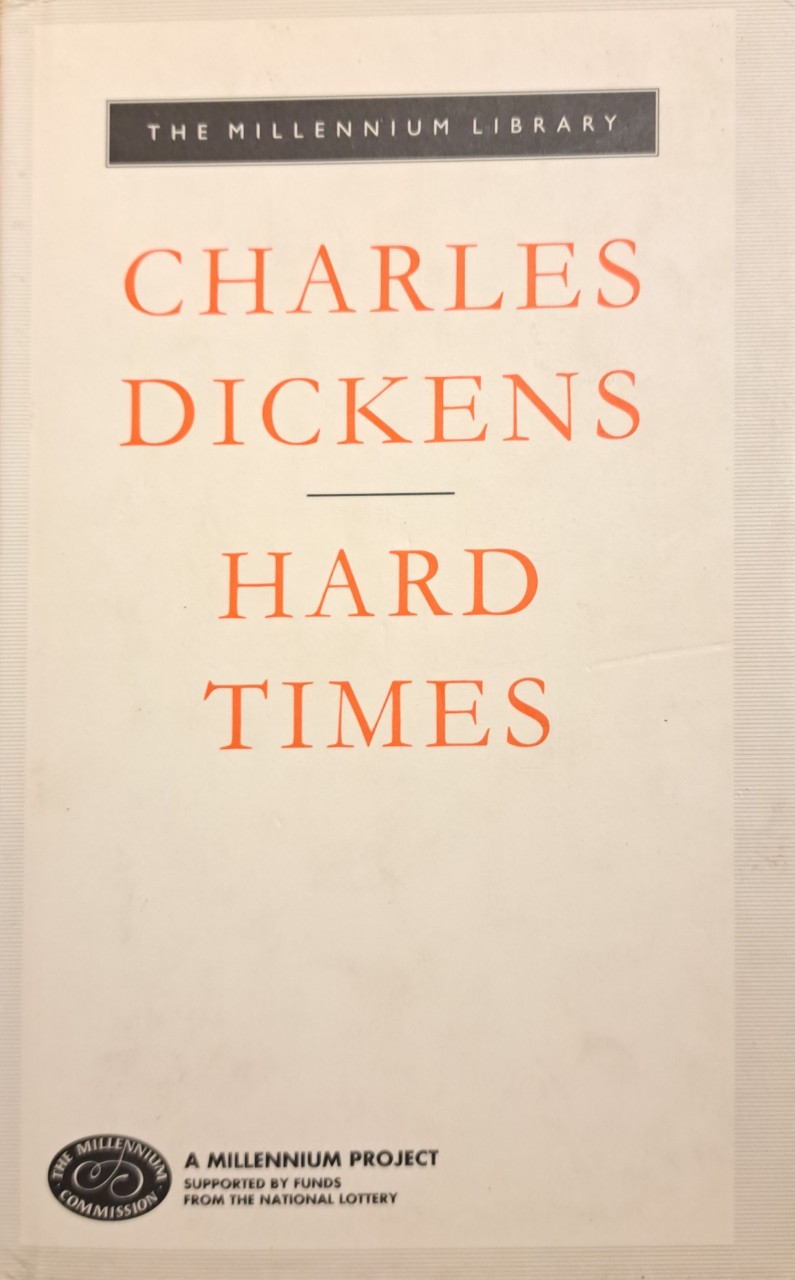 THE MILLENNIUM LIBRARY
CHARLES
DICKENS
HARD
TIMES
THE MILLENNIUM
COMMISSION
A MILLENNIUM PROJECT
SUPPORTED BY FUNDS
FROM THE NATIONAL LOTTERY